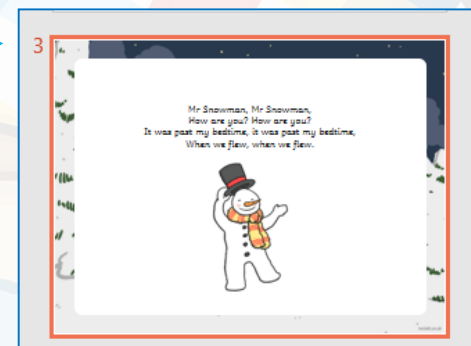 3
Mr Snowman, Mr Snowman,
How are you? How are you?
It was past my bedtime, it was past my bedtime,
When we flew, when we flew.